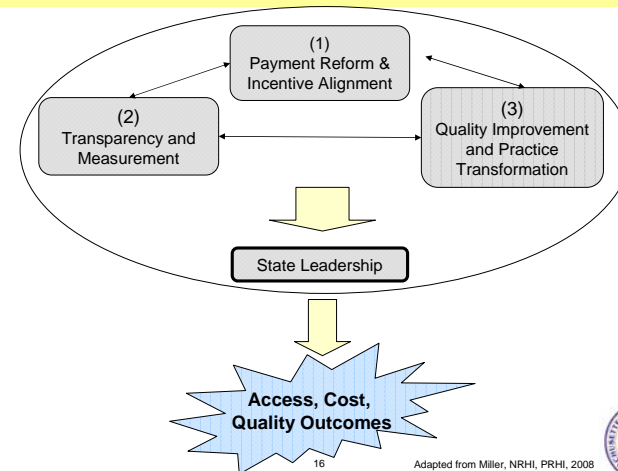 (1)
Payment Reform &
Incentive Alignment
(2)
Transparency and
Measurement
(3)
Quality Improvement
and Practice
Transformation
State Leadership
Access, Cost,
Quality Outcomes
16
Adapted from Miller, NRHI, PRHI, 2008